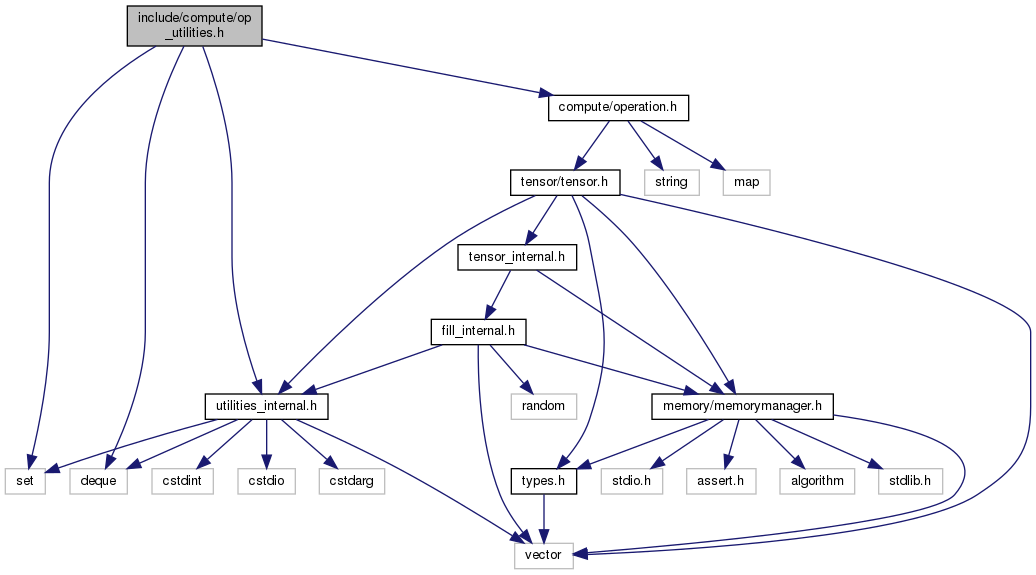 include/compute/op
_utilities.h
compute/operation.h
tensor/tensor.h
string
map
tensor_internal.h
fill_internal.h
utilities_internal.h
random
memory/memorymanager.h
set
deque
cstdint
cstdio
cstdarg
types.h
stdio.h
assert.h
algorithm
stdlib.h
vector